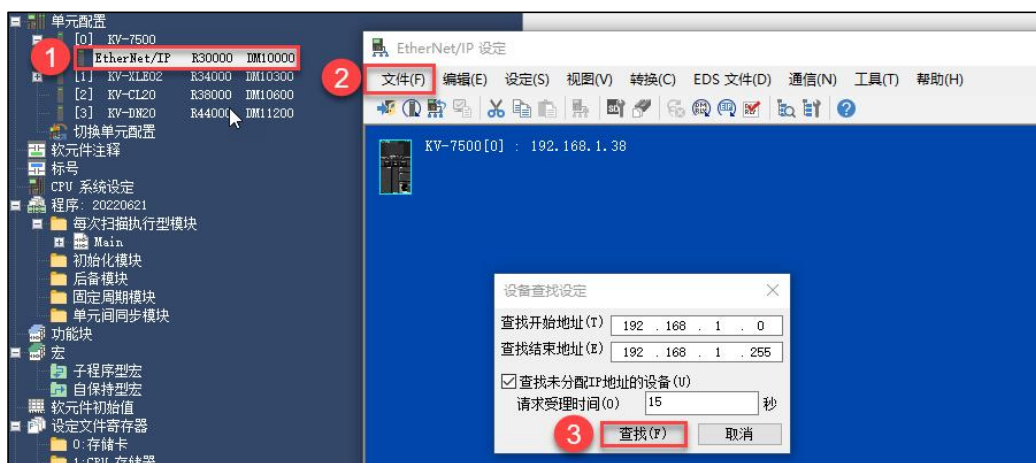 单元配置
[0] KV-7500
1
EtherNet/IP R30000 DM10000
[1] KV-XLE02 R34000 DM10300
[2] KV-CL20 R38000 DM10600
[3] KV-DN20 R44000 DM11200
切换单元配置
软元件注释
标号
CPU 系统设定
程序: 20220621
每次扫描执行型模块
Main
初始化模块
后备模块
固定周期模块
单元间同步模块
功能块
宏
子程序型宏
自保持型宏
软元件初始值
设定文件寄存器
0:存储卡
1:CPU 存储器
EtherNet/IP 设定
2
文件(F) 编辑(E) 设定(S) 视图(V) 转换(C) EDS 文件(D) 通信(N) 工具(T) 帮助(H)
KV-7500[0] : 192.168.1.38
设备查找设定
查找开始地址(T) 192 . 168 . 1 . 0
查找结束地址(E) 192 . 168 . 1 . 255
查找未分配IP地址的设备(U)
请求受理时间(O) 15 秒
3
查找(F) 取消